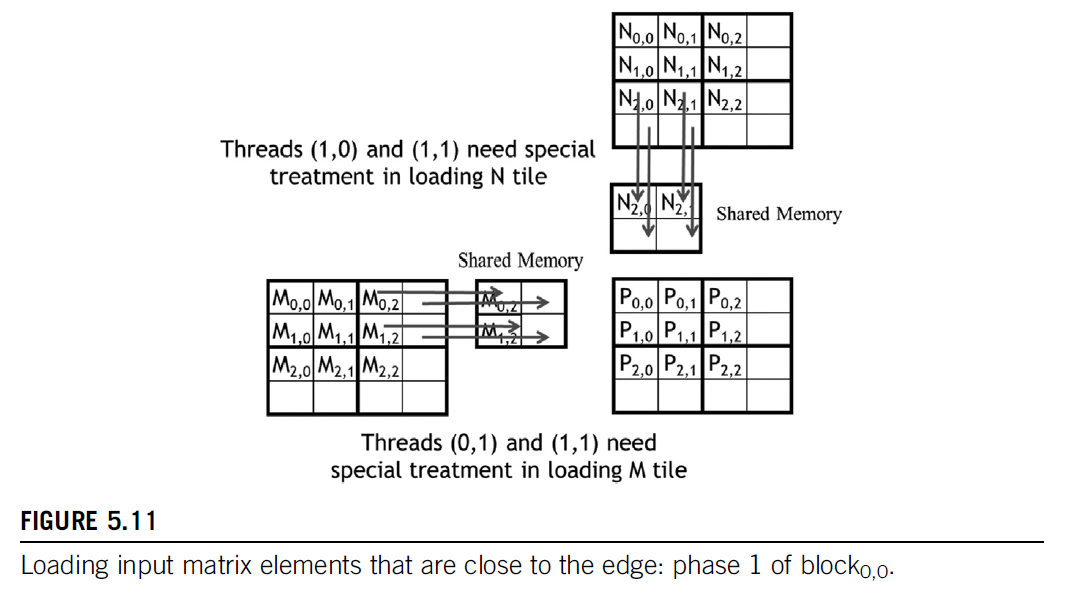 N0,0 N0,1 N0,2
N1,0 N1,1 N1,2
N2,0 N2,1 N2,2
Threads (1,0) and (1,1) need special
treatment in loading N tile
N2,0 N2,
Shared Memory
Shared Memory
M0,0 M0,1 M0,2
M1,0 M1,1 M1,2
M2,0 M2,1 M2,2
M0,2
M1,2
P0,0 P0,1 P0,2
P1,0 P1,1 P1,2
P2,0 P2,1 P2,2
Threads (0,1) and (1,1) need
special treatment in loading M tile
FIGURE 5.11
Loading input matrix elements that are close to the edge: phase 1 of block0,0.